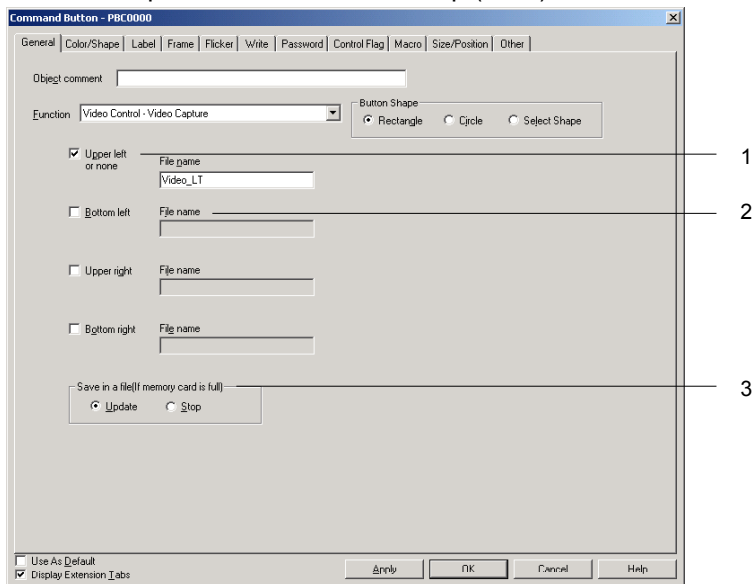 Command Button - PBC0000
General Color/Shape Label Frame Flicker Write Password Control Flag Macro Size/Position Other
Object comment
Function Video Control - Video Capture
Button Shape
Rectangle Circle Select Shape
Upper left
or none
File name
Video_LT
1
Bottom left File name
2
Upper right File name
Bottom right File name
Save in a file(If memory card is full)
3
Update Stop
Use As Default
Display Extension Tabs
Apply OK Cancel Help